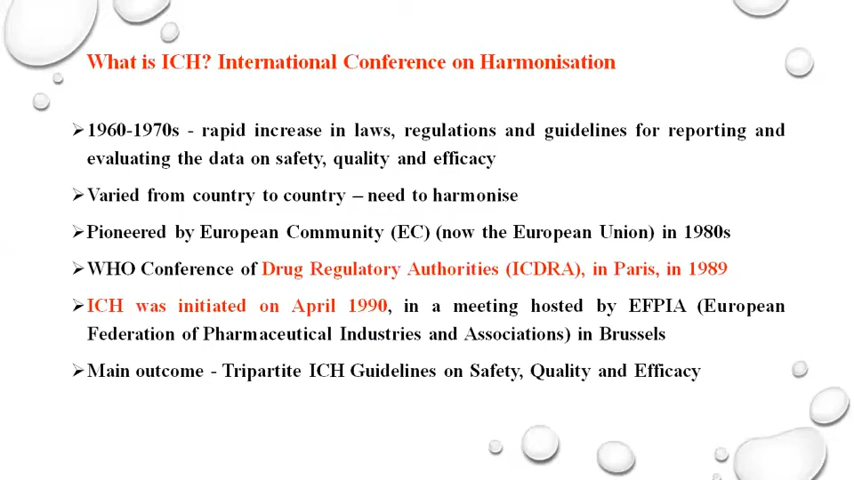 What is ICH? International Conference on Harmonisation
➢1960-1970s - rapid increase in laws, regulations and guidelines for reporting and
evaluating the data on safety, quality and efficacy
➢Varied from country to country – need to harmonise
➢Pioneered by European Community (EC) (now the European Union) in 1980s
➢WHO Conference of Drug Regulatory Authorities (ICDRA), in Paris, in 1989
➢ICH was initiated on April 1990, in a meeting hosted by EFPIA (European
Federation of Pharmaceutical Industries and Associations) in Brussels
➢Main outcome - Tripartite ICH Guidelines on Safety, Quality and Efficacy